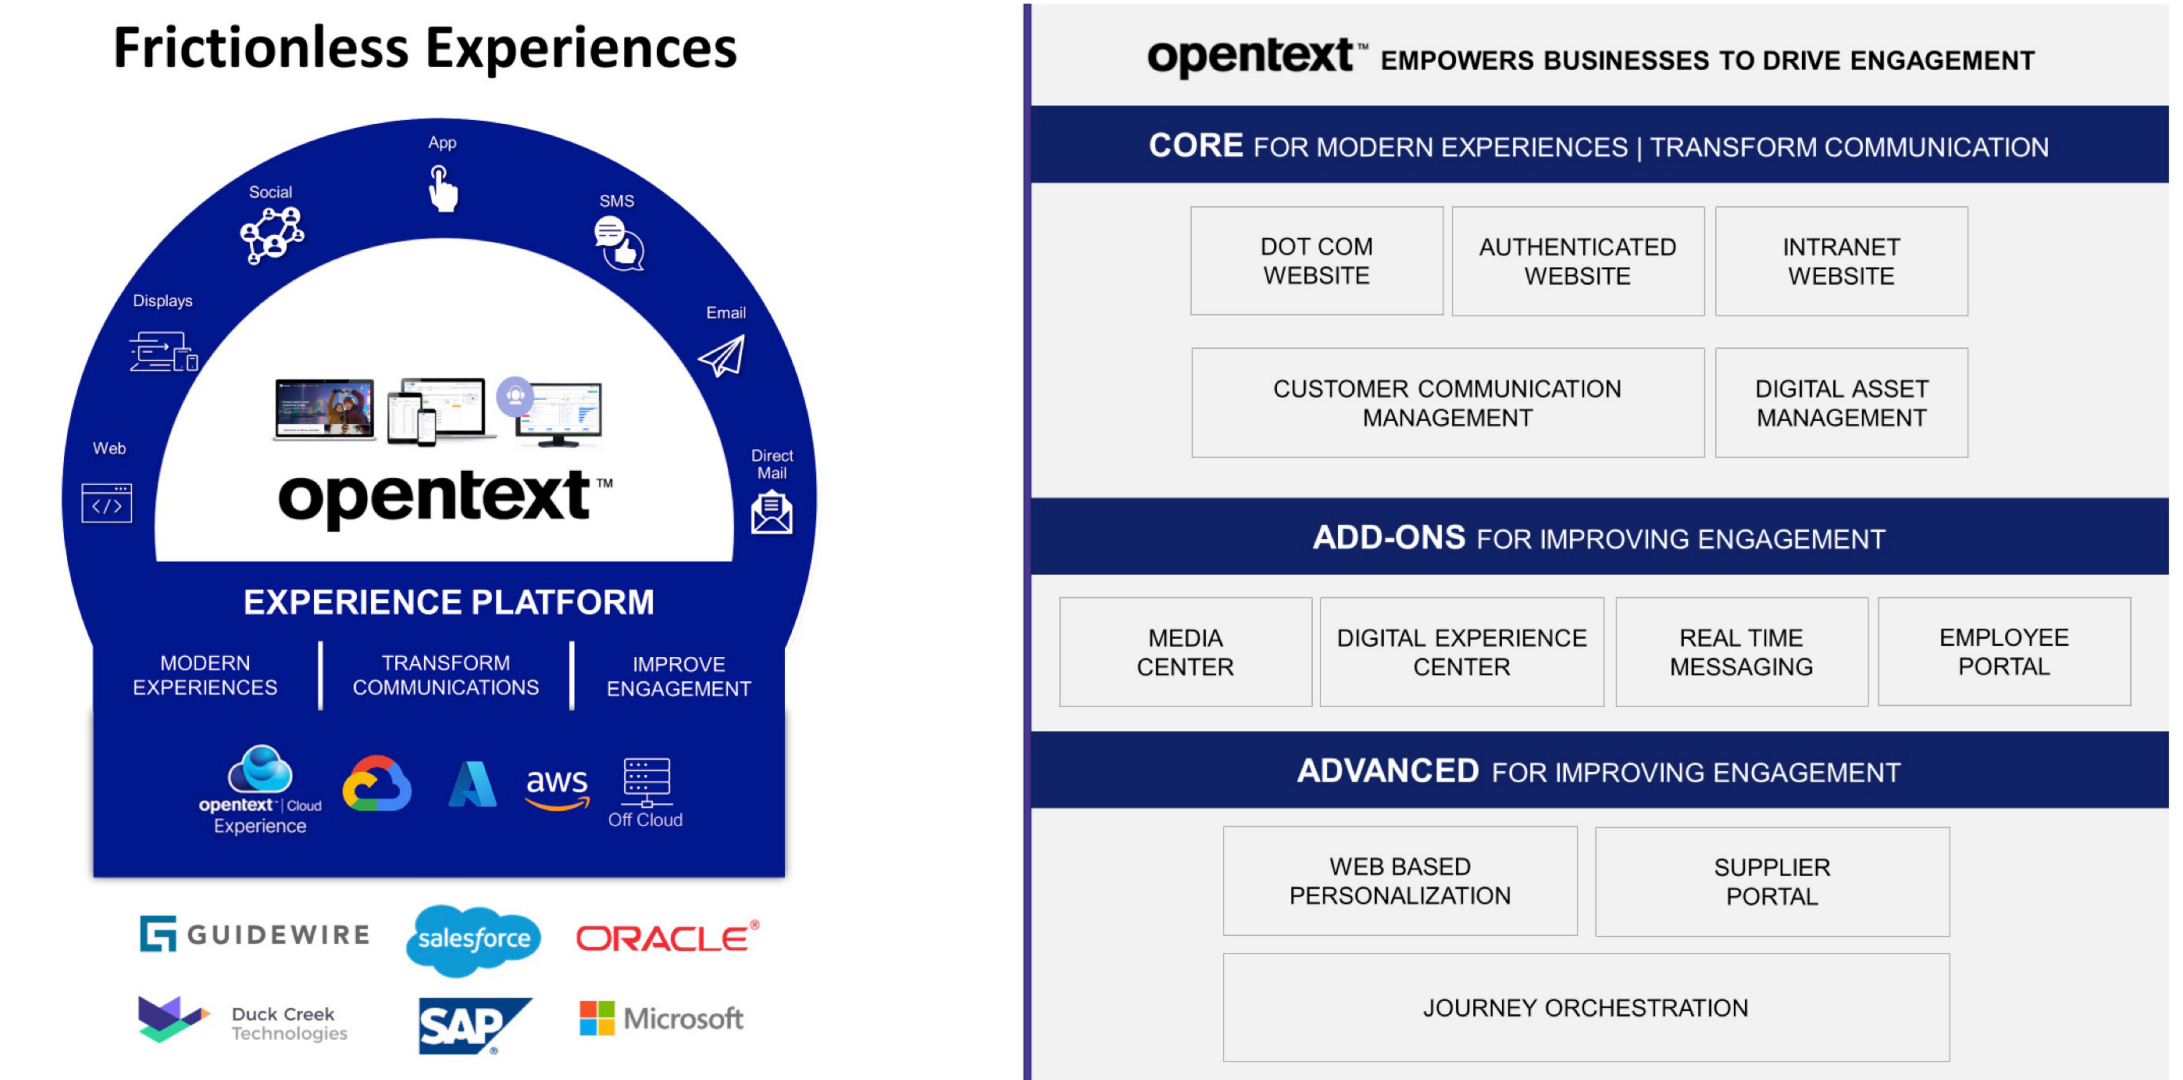 Frictionless Experiences
App
Social
SMS
Displays
Email
Web
Direct
Mail
opentext™
EXPERIENCE PLATFORM
MODERN
EXPERIENCES
TRANSFORM
COMMUNICATIONS
IMPROVE
ENGAGEMENT
opentext™ | Cloud
Experience
aws
Off Cloud
GUIDEWIRE
salesforce
ORACLE®
Duck Creek
Technologies
SAP®
Microsoft
opentext™ EMPOWERS BUSINESSES TO DRIVE ENGAGEMENT
CORE FOR MODERN EXPERIENCES | TRANSFORM COMMUNICATION
DOT COM
WEBSITE
AUTHENTICATED
WEBSITE
INTRANET
WEBSITE
CUSTOMER COMMUNICATION
MANAGEMENT
DIGITAL ASSET
MANAGEMENT
ADD-ONS FOR IMPROVING ENGAGEMENT
MEDIA
CENTER
DIGITAL EXPERIENCE
CENTER
REAL TIME
MESSAGING
EMPLOYEE
PORTAL
ADVANCED FOR IMPROVING ENGAGEMENT
WEB BASED
PERSONALIZATION
SUPPLIER
PORTAL
JOURNEY ORCHESTRATION